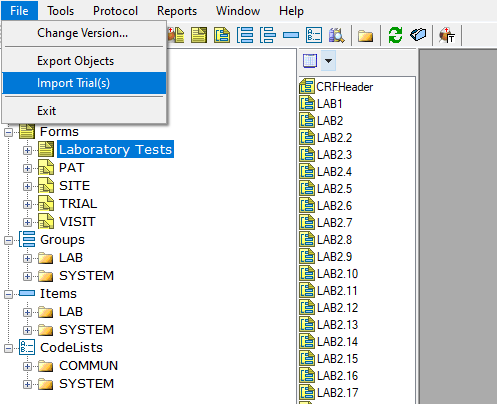 File Tools Protocol Reports Window Help
Change Version...
Export Objects
Import Trial(s)
Exit
Forms
Laboratory Tests
PAT
SITE
TRIAL
VISIT
Groups
LAB
SYSTEM
Items
LAB
SYSTEM
CodeLists
COMMUN
SYSTEM
CRFHeader
LAB1
LAB2
LAB2.2
LAB2.3
LAB2.4
LAB2.5
LAB2.6
LAB2.7
LAB2.8
LAB2.9
LAB2.10
LAB2.11
LAB2.12
LAB2.13
LAB2.14
LAB2.15
LAB2.16
LAB2.17